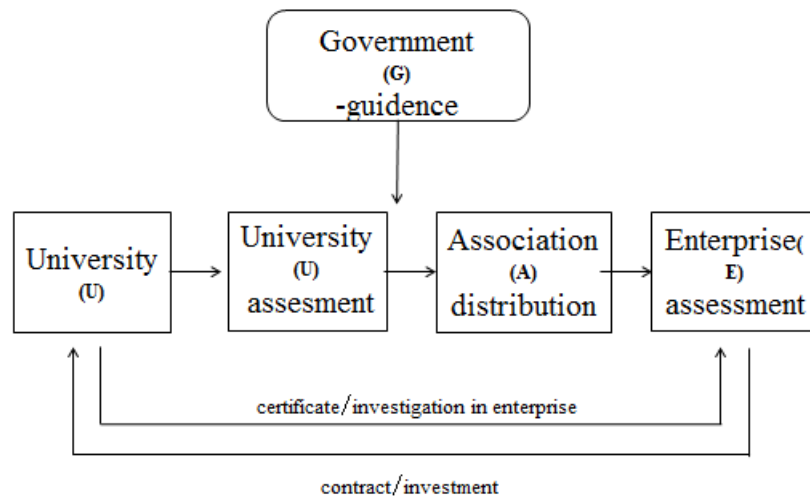 Government
(G)
-guidence
University
(U)
University
(U)
assesment
Association
(A)
distribution
Enterprise(
E)
assessment
certificate/investigation in enterprise
contract/investment